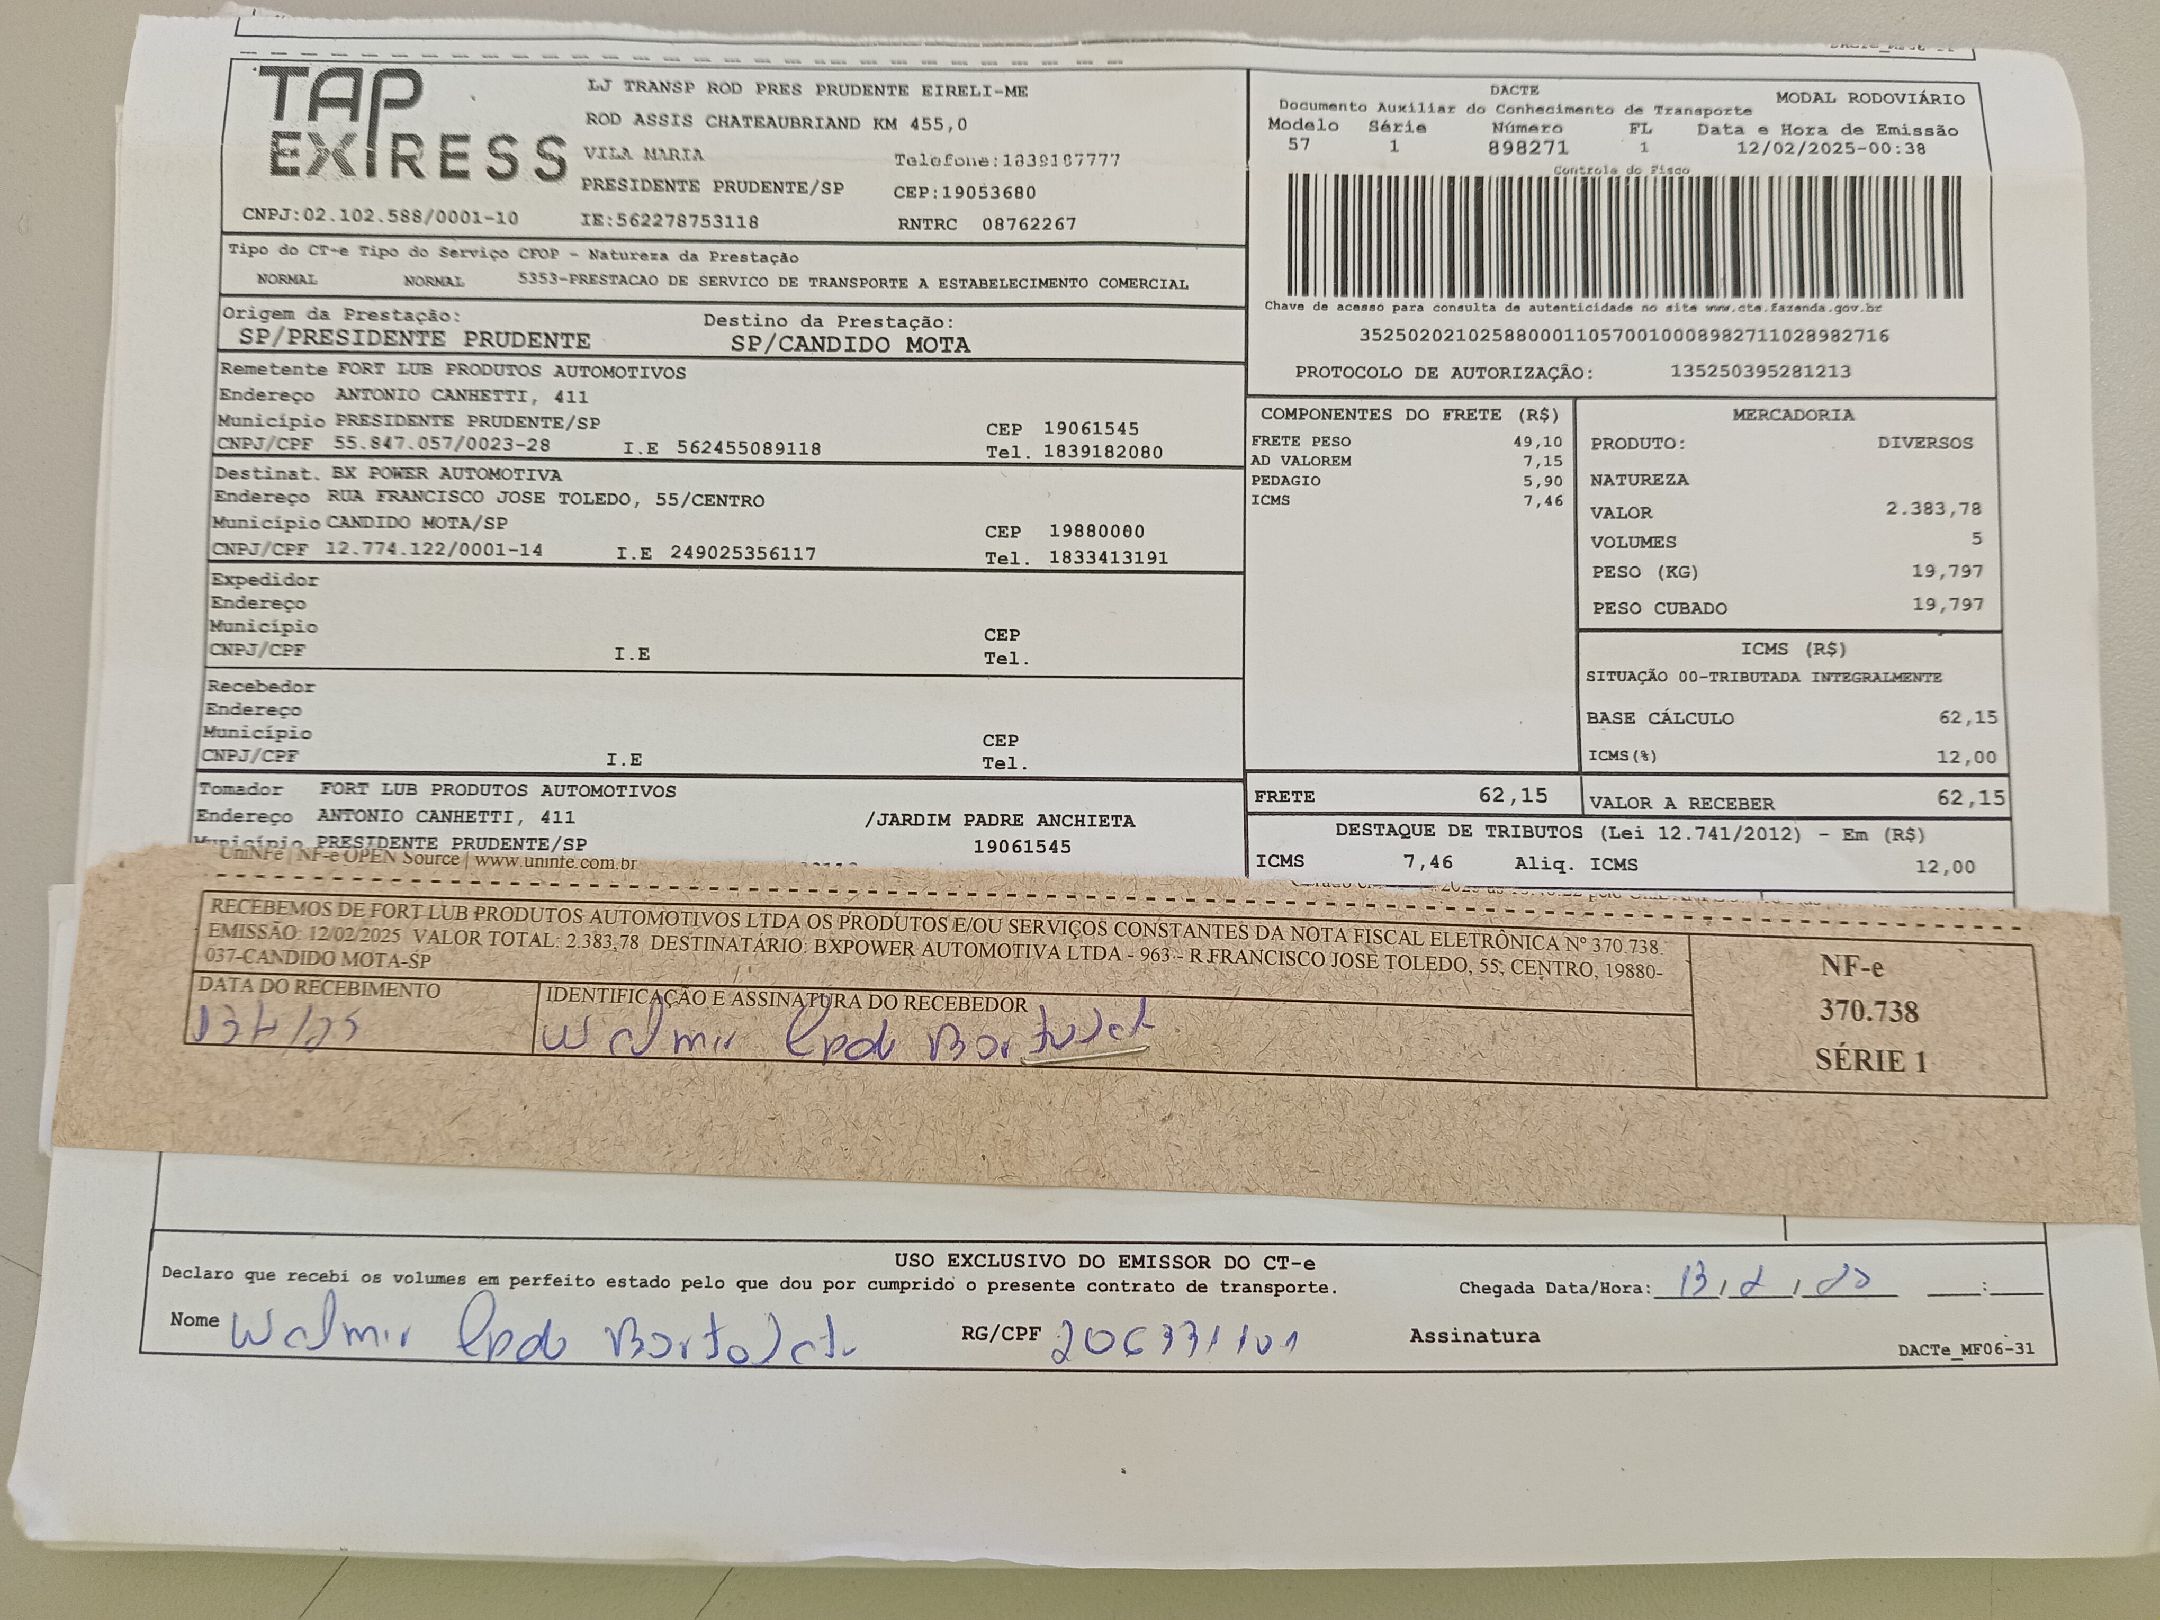 TAP
EXPRESS
LJ TRANSP ROD PRES PRUDENTE EIRELI-ME
ROD ASSIS CHATEAUBRIAND KM 455,0
VILA MARIA Telefone:1839107777
PRESIDENTE PRUDENTE/SP CEP:19053680
CNPJ:02.102.588/0001-10 IE:562278753118 RNTRC 08762267
DACTE
Documento Auxiliar do Conhecimento de Transporte MODAL RODOVIÁRIO
Modelo Série Número FL Data e Hora de Emissão
57 1 898271 1 12/02/2025-00:38
Controle do Fisco
Chave de acesso para consulta de autenticidade no site www.cte.fazenda.gov.br
35250202102588000110570010008982711028982716
PROTOCOLO DE AUTORIZAÇÃO: 135250395281213
Tipo do CT-e Tipo do Serviço CFOP - Natureza da Prestação
NORMAL NORMAL 5353-PRESTACAO DE SERVICO DE TRANSPORTE A ESTABELECIMENTO COMERCIAL
Origem da Prestação: Destino da Prestação:
SP/PRESIDENTE PRUDENTE SP/CANDIDO MOTA
Remetente FORT LUB PRODUTOS AUTOMOTIVOS
Endereço ANTONIO CANHETTI, 411
Município PRESIDENTE PRUDENTE/SP CEP 19061545
CNPJ/CPF 55.847.057/0023-28 I.E 562455089118 Tel. 1839182080
Destinat. BX POWER AUTOMOTIVA
Endereço RUA FRANCISCO JOSE TOLEDO, 55/CENTRO
Município CANDIDO MOTA/SP CEP 19880000
CNPJ/CPF 12.774.122/0001-14 I.E 249025356117 Tel. 1833413191
Expedidor
Endereço
Município CEP
CNPJ/CPF I.E Tel.
Recebedor
Endereço
Município CEP
CNPJ/CPF I.E Tel.
Tomador FORT LUB PRODUTOS AUTOMOTIVOS
Endereço ANTONIO CANHETTI, 411 /JARDIM PADRE ANCHIETA
Município PRESIDENTE PRUDENTE/SP 19061545
COMPONENTES DO FRETE (R$)
FRETE PESO 49,10
AD VALOREM 7,15
PEDAGIO 5,90
ICMS 7,46
MERCADORIA
PRODUTO: DIVERSOS
NATUREZA
VALOR 2.383,78
VOLUMES 5
PESO (KG) 19,797
PESO CUBADO 19,797
ICMS (R$)
SITUAÇÃO 00-TRIBUTADA INTEGRALMENTE
BASE CÁLCULO 62,15
ICMS(%) 12,00
FRETE 62,15 VALOR A RECEBER 62,15
DESTAQUE DE TRIBUTOS (Lei 12.741/2012) - Em (R$)
ICMS 7,46 Aliq. ICMS 12,00
UniNFe | NF-e OPEN Source | www.uninfe.com.br
RECEBEMOS DE FORT LUB PRODUTOS AUTOMOTIVOS LTDA OS PRODUTOS E/OU SERVIÇOS CONSTANTES DA NOTA FISCAL ELETRÔNICA Nº 370.738.
EMISSÃO: 12/02/2025 VALOR TOTAL: 2.383,78 DESTINATÁRIO: BXPOWER AUTOMOTIVA LTDA - 963 - R.FRANCISCO JOSE TOLEDO, 55, CENTRO, 19880-
037-CANDIDO MOTA-SP
DATA DO RECEBIMENTO IDENTIFICAÇÃO E ASSINATURA DO RECEBEDOR
Walmir
NF-e
370.738
SÉRIE 1
USO EXCLUSIVO DO EMISSOR DO CT-e
Declaro que recebi os volumes em perfeito estado pelo que dou por cumprido o presente contrato de transporte. Chegada Data/Hora: 13/2/ :
Nome Walmir RG/CPF Assinatura
DACTe_MF06-31